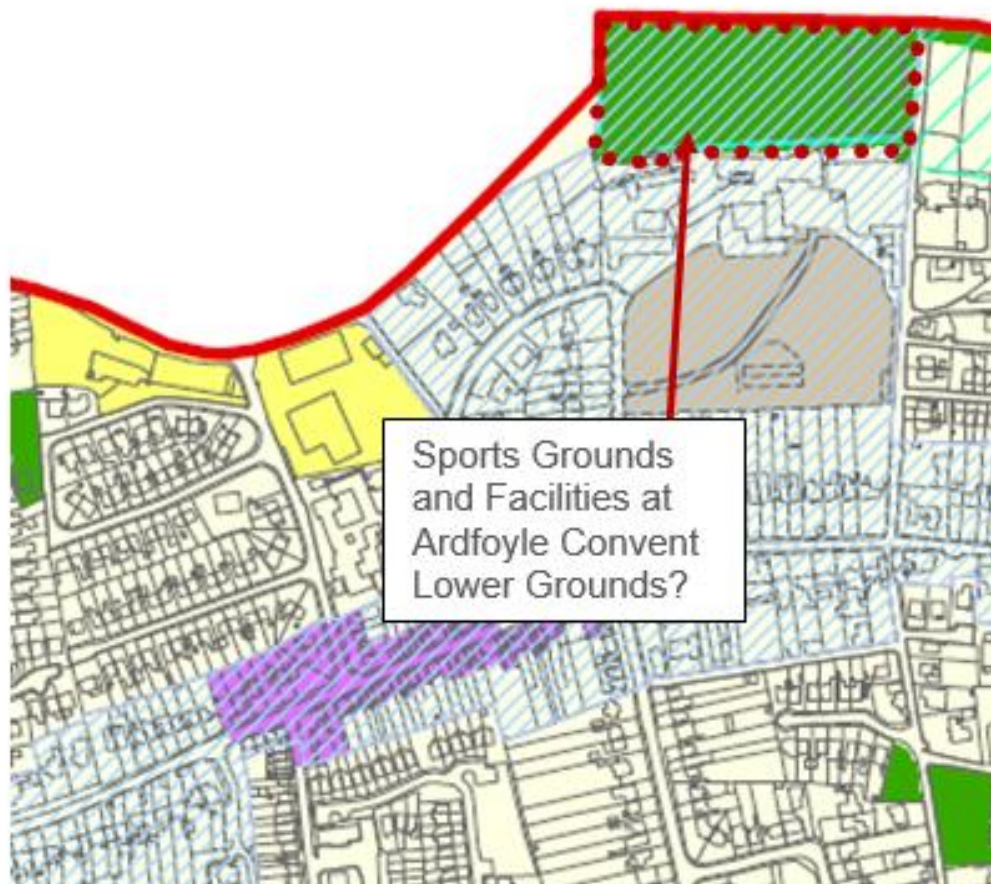 Sports Grounds
and Facilities at
Ardfoyle Convent
Lower Grounds?